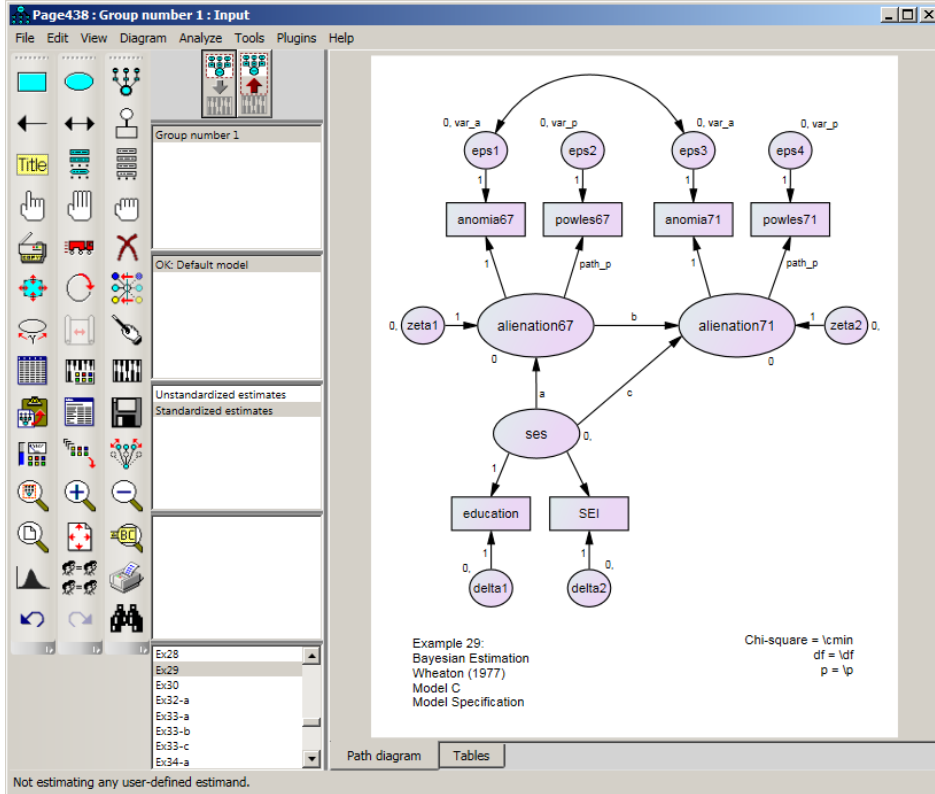 Page438 : Group number 1 : Input
File Edit View Diagram Analyze Tools Plugins Help
Title
Group number 1
OK: Default model
Unstandardized estimates
Standardized estimates
Ex28
Ex29
Ex30
Ex32-a
Ex33-a
Ex33-b
Ex33-c
Ex34-a
0, var_a
0, var_p
0, var_a
0, var_p
eps1
eps2
eps3
eps4
1
1
1
1
anomia67
powles67
anomia71
powles71
1
path_p
1
path_p
0,
zeta1
1
alienation67
b
alienation71
1
zeta2
0,
0
0
a
c
ses
0,
1
education
SEI
1
1
0,
0,
delta1
delta2
Example 29:
Bayesian Estimation
Wheaton (1977)
Model C
Model Specification
Chi-square = \cmin
df = \df
p = \p
Path diagram
Tables
Not estimating any user-defined estimand.